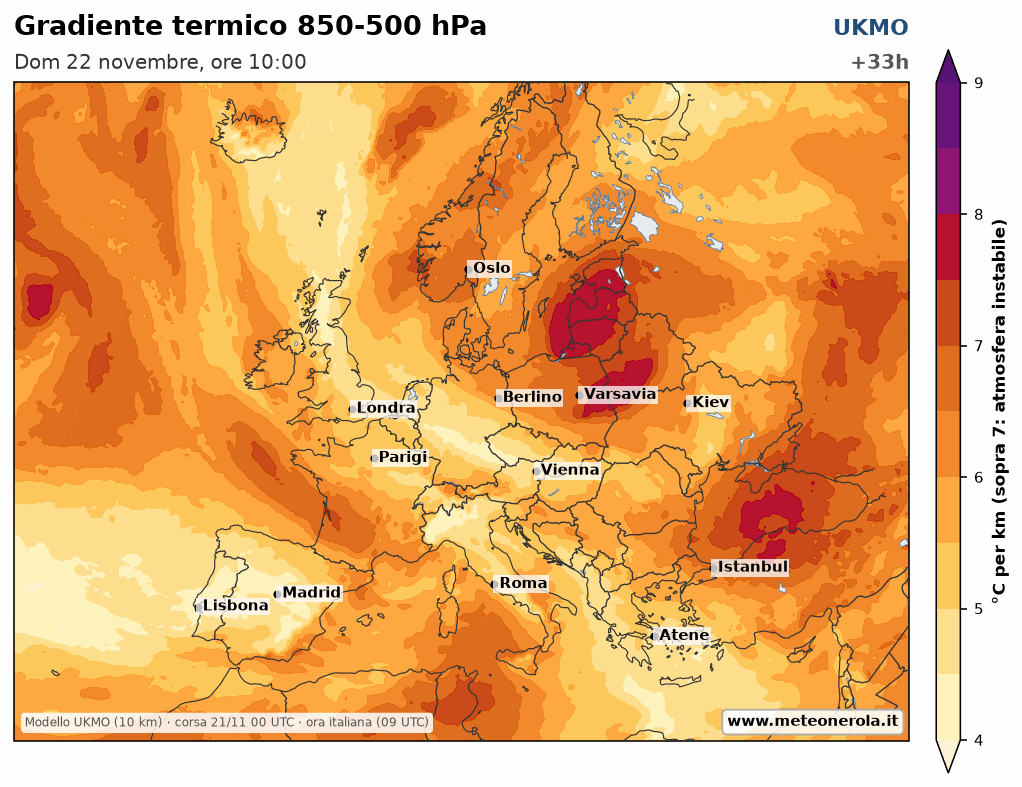 Gradiente termico 850-500 hPa
UKMO
Dom 22 novembre, ore 10:00
+33h
Oslo
Berlino
Varsavia
Kiev
Londra
Parigi
Vienna
Istanbul
Madrid
Lisbona
Roma
Atene
Modello UKMO (10 km) · corsa 21/11 00 UTC · ora italiana (09 UTC)
www.meteonerola.it
9
8
7
6
5
4
°C per km (sopra 7: atmosfera instabile)